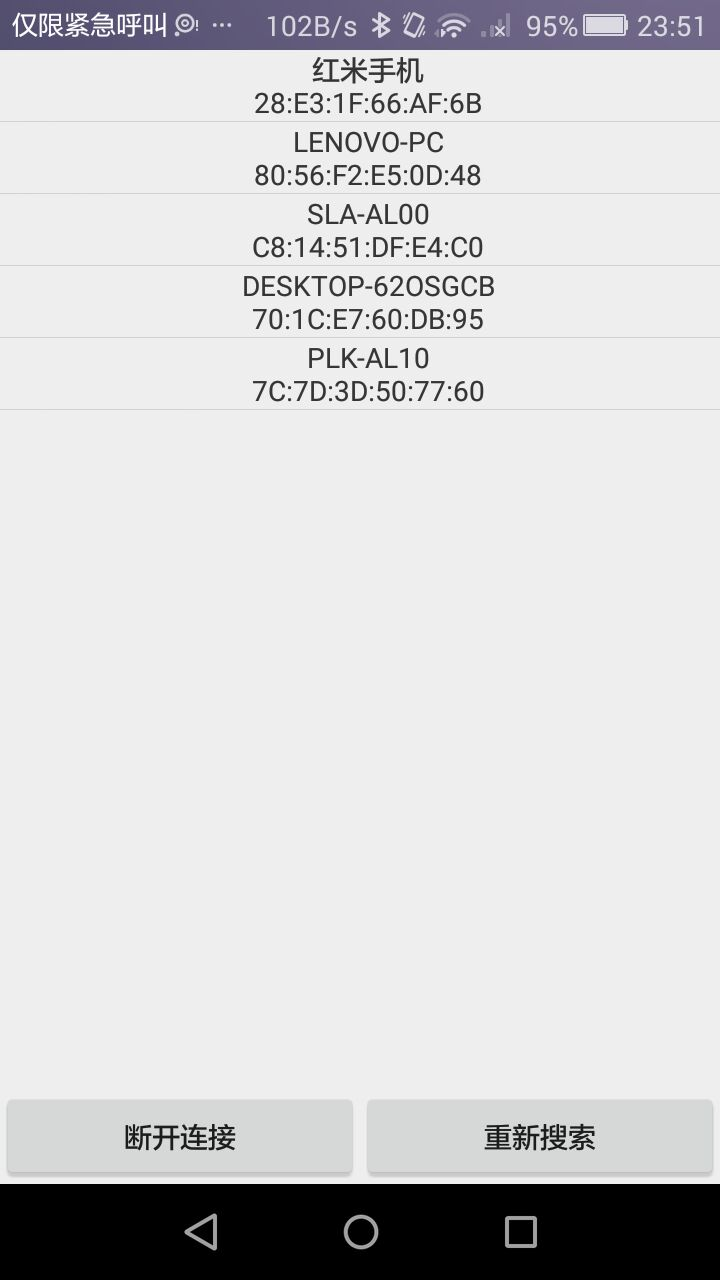 仅限紧急呼叫 ... 102B/s 95% 23:51
红米手机
28:E3:1F:66:AF:6B
LENOVO-PC
80:56:F2:E5:0D:48
SLA-AL00
C8:14:51:DF:E4:C0
DESKTOP-62OSGCB
70:1C:E7:60:DB:95
PLK-AL10
7C:7D:3D:50:77:60
断开连接 重新搜索